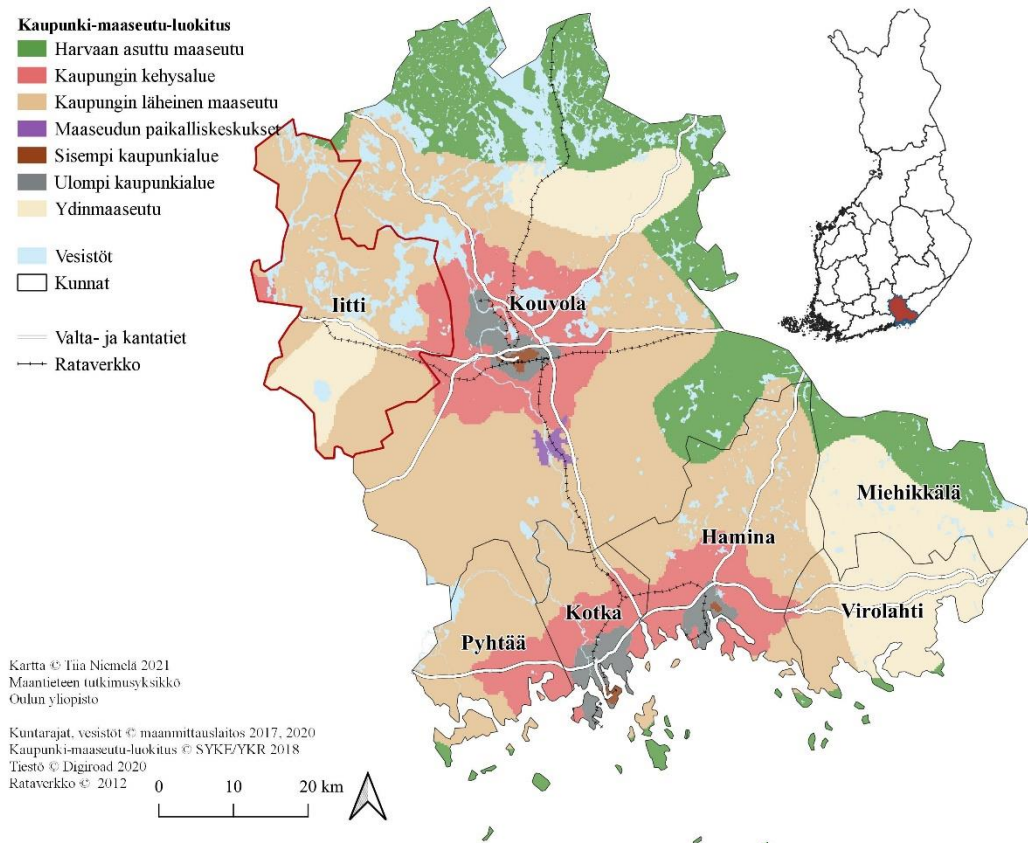 Kaupunki-maaseutu-luokitus
Harvaan asuttu maaseutu
Kaupungin kehysalue
Kaupungin läheinen maaseutu
Maaseudun paikalliskeskukset
Sisempi kaupunkialue
Ulompi kaupunkialue
Ydinmaaseutu
Vesistöt
Kunnat
Valta- ja kantatiet
Rataverkko
Iitti
Kouvola
Miehikkälä
Hamina
Kotka
Virolahti
Pyhtää
Kartta © Tiia Niemelä 2021
Maantieteen tutkimusyksikkö
Oulun yliopisto
Kuntarajat, vesistöt © maanmittauslaitos 2017, 2020
Kaupunki-maaseutu-luokitus © SYKE/YKR 2018
Tiestö © Digiroad 2020
Rataverkko © 2012
0 10 20 km